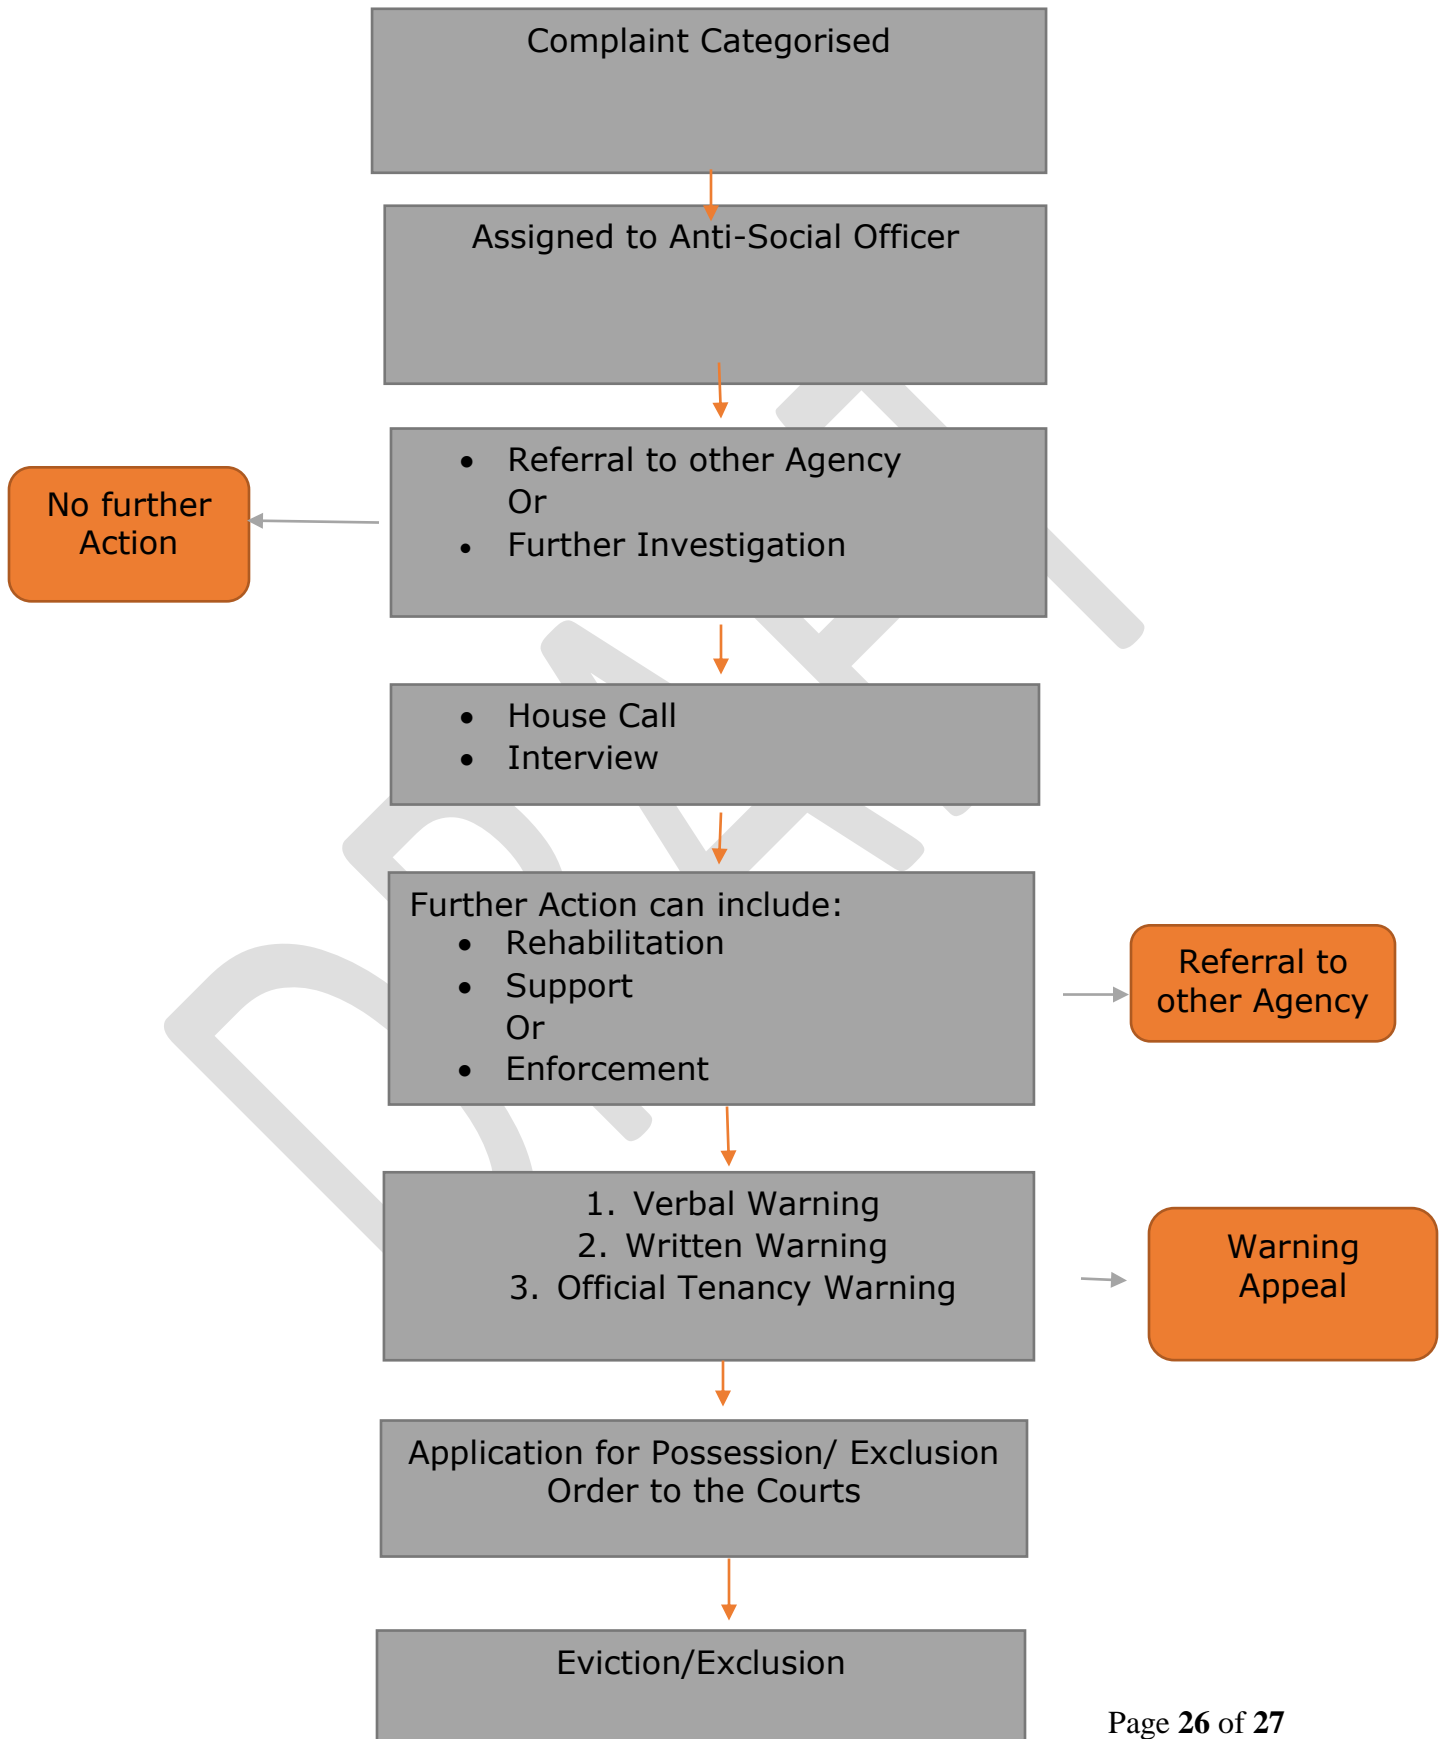 Complaint Categorised
Assigned to Anti-Social Officer
• Referral to other Agency
Or
• Further Investigation
No further
Action
• House Call
• Interview
Further Action can include:
• Rehabilitation
• Support
Or
• Enforcement
Referral to
other Agency
1. Verbal Warning
2. Written Warning
3. Official Tenancy Warning
Warning
Appeal
Application for Possession/ Exclusion
Order to the Courts
Eviction/Exclusion
Page 26 of 27
DRAFT